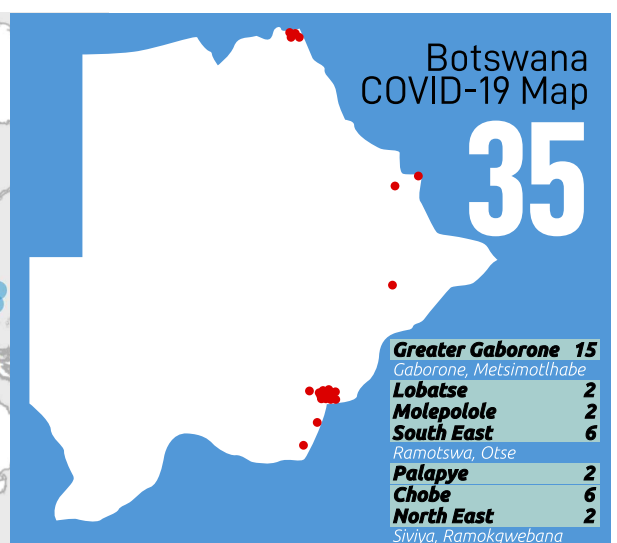 Botswana
COVID-19 Map
35
Greater Gaborone 15
Gaborone, Metsimotlhabe
Lobatse 2
Molepolole 2
South East 6
Ramotswa, Otse
Palapye 2
Chobe 6
North East 2
Siviya, Ramokgwebana